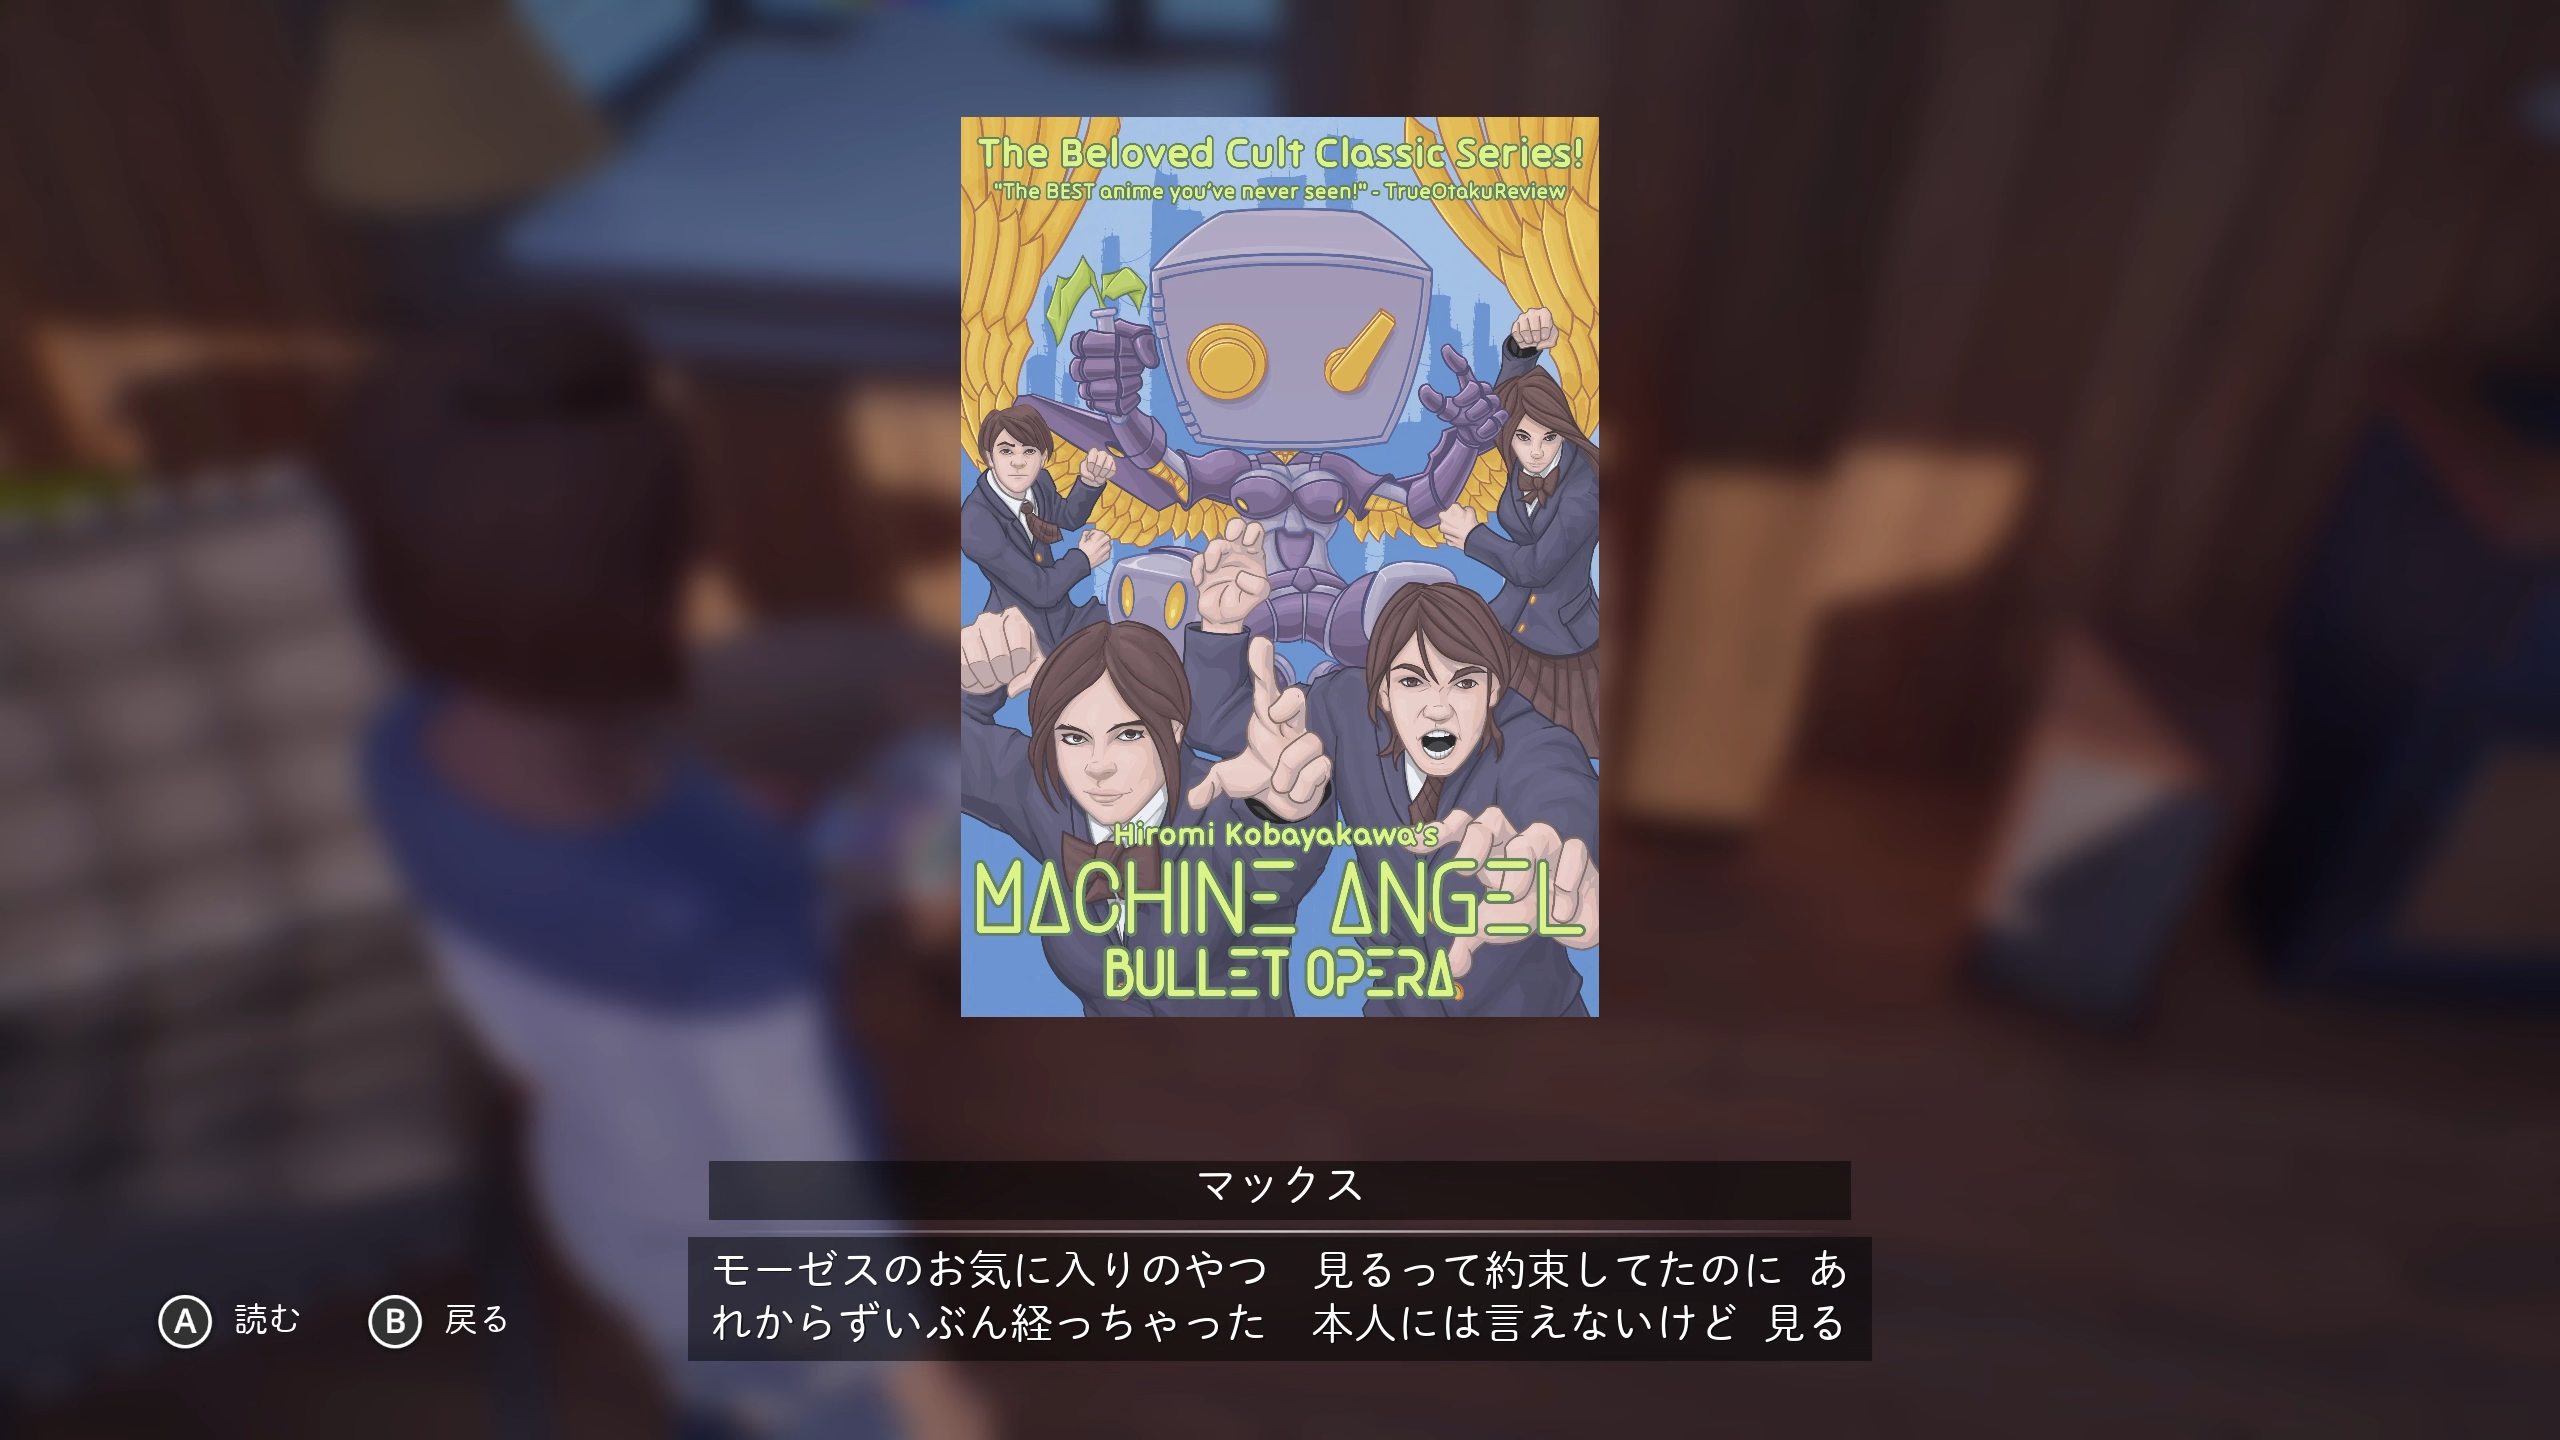 The Beloved Cult Classic Series!
"The BEST anime you've never seen!" - TrueOtakuReview
Hiromi Kobayakawa's
MACHINE ANGEL
BULLET OPERA
マックス
モーゼスのお気に入りのやつ　見るって約束してたのに あ
れからずいぶん経っちゃった　本人には言えないけど 見る
A 読む B 戻る